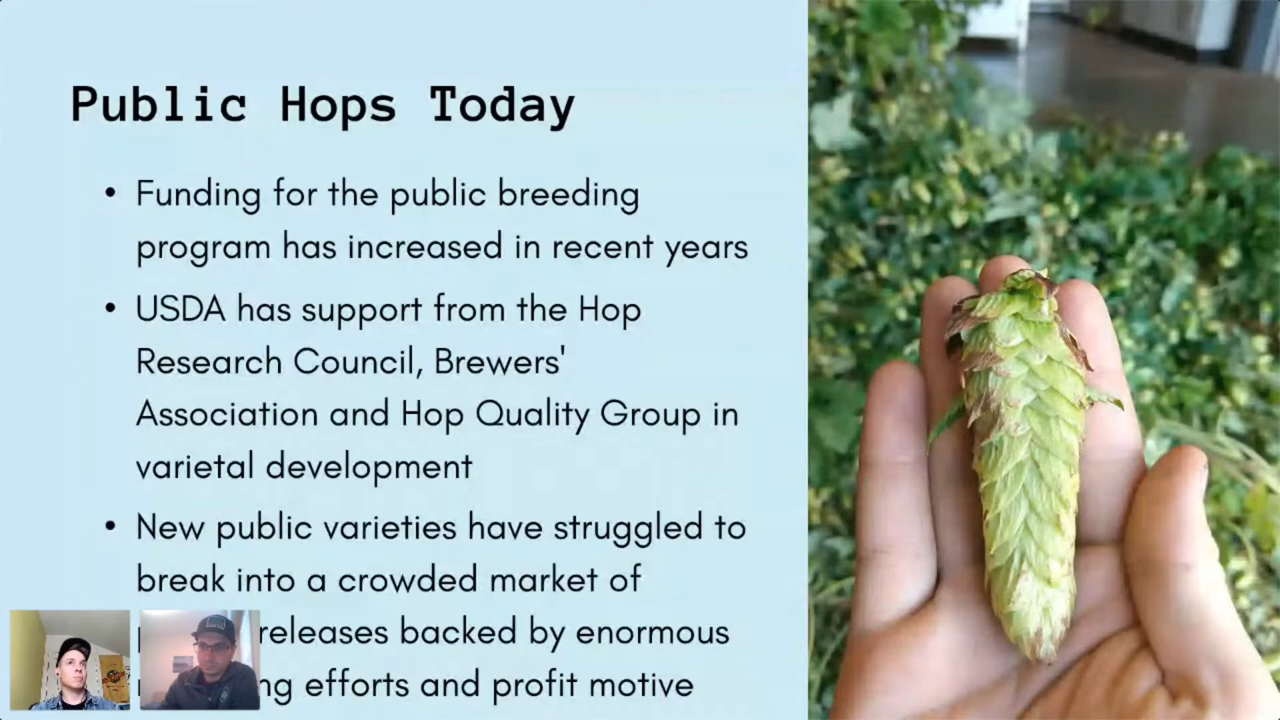 Public Hops Today
• Funding for the public breeding
program has increased in recent years
• USDA has support from the Hop
Research Council, Brewers'
Association and Hop Quality Group in
varietal development
• New public varieties have struggled to
break into a crowded market of
releases backed by enormous
efforts and profit motive